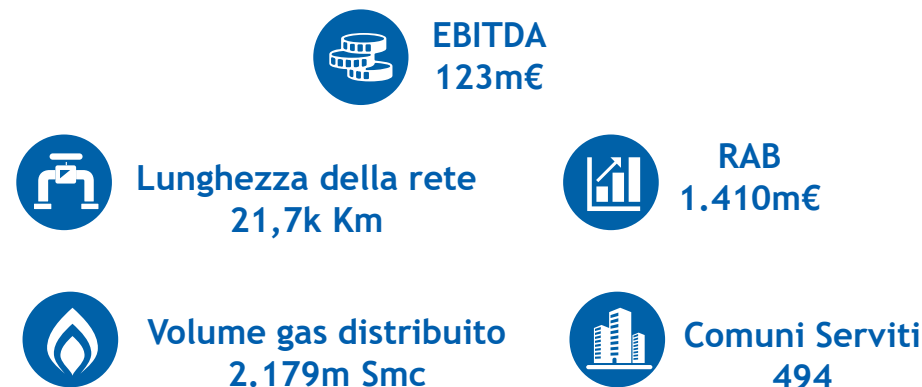 EBITDA
123m€
Lunghezza della rete
21,7k Km
RAB
1.410m€
Volume gas distribuito
2.179m Smc
Comuni Serviti
494